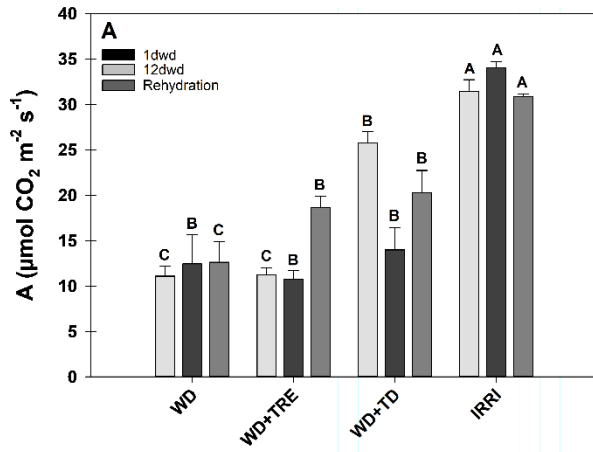 A
1dwd
12dwd
Rehydration
A (µmol CO₂ m⁻² s⁻¹)
40
35
30
25
20
15
10
5
0
C B C
C B B
B B B
A A A
WD
WD+TRE
WD+TD
IRRI